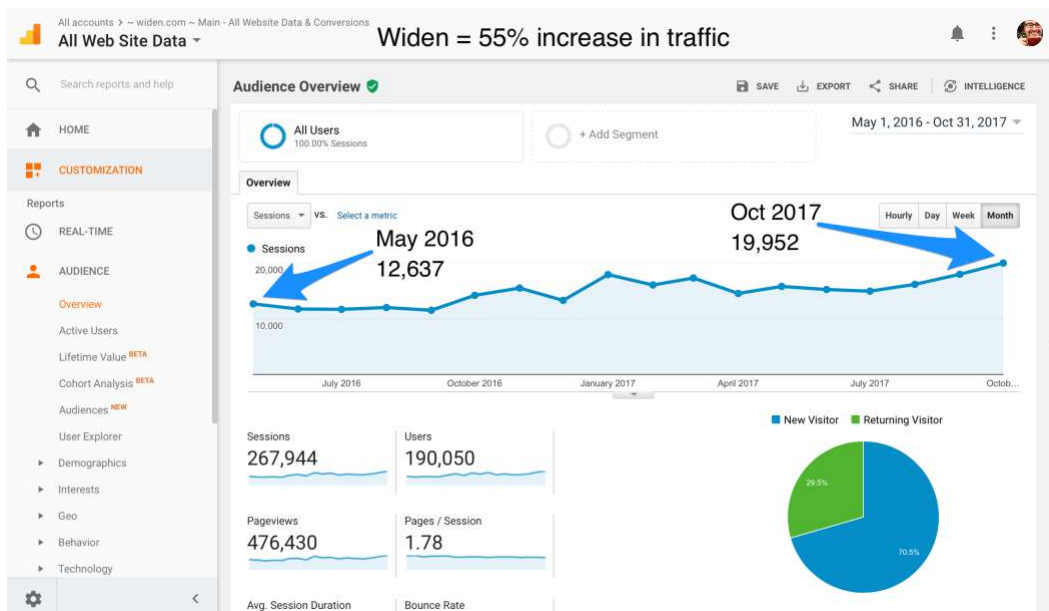 All accounts > ~ widen.com ~ Main - All Website Data & Conversions
All Web Site Data
Widen = 55% increase in traffic
Search reports and help
HOME
CUSTOMIZATION
Reports
REAL-TIME
AUDIENCE
Overview
Active Users
Lifetime Value BETA
Cohort Analysis BETA
Audiences NEW
User Explorer
Demographics
Interests
Geo
Behavior
Technology
Audience Overview
SAVE
EXPORT
SHARE
INTELLIGENCE
All Users
100.00% Sessions
+ Add Segment
May 1, 2016 - Oct 31, 2017
Overview
Sessions VS. Select a metric
Hourly Day Week Month
Sessions
May 2016
12,637
Oct 2017
19,952
20,000
10,000
July 2016 October 2016 January 2017 April 2017 July 2017 Octob...
New Visitor Returning Visitor
Sessions
267,944
Users
190,050
Pageviews
476,430
Pages / Session
1.78
Avg. Session Duration
Bounce Rate
29.5%
70.5%